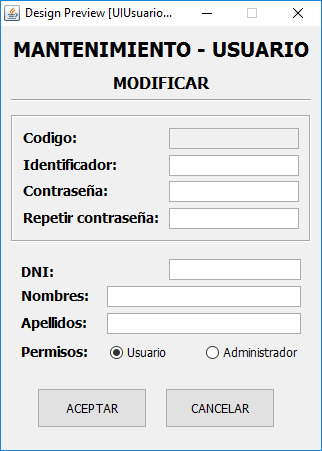 Design Preview [UIUsuario...
MANTENIMIENTO - USUARIO
MODIFICAR
Codigo:
Identificador:
Contraseña:
Repetir contraseña:
DNI:
Nombres:
Apellidos:
Permisos: Usuario Administrador
ACEPTAR CANCELAR